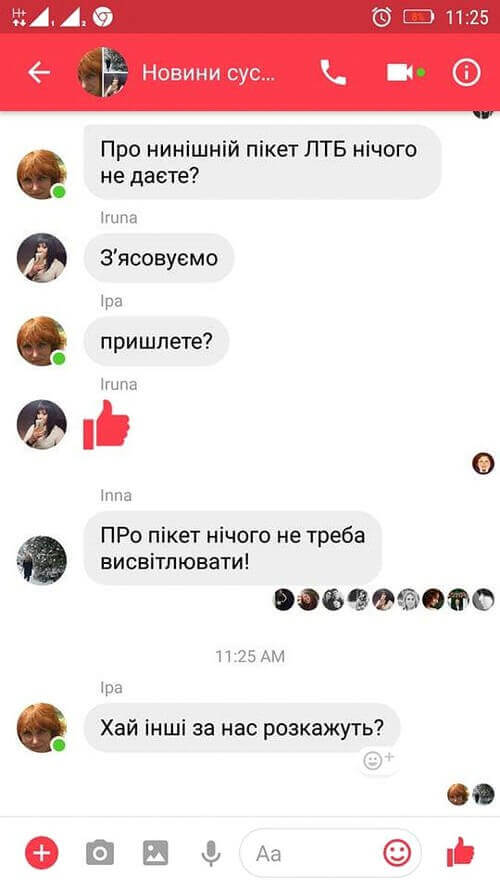 H+
1
2
8%
11:25
Новини сус...
Про нинішній пікет ЛТБ нічого
не даєте?
Iruna
З'ясовуємо
Іра
пришлете?
Iruna
Inna
ПРо пікет нічого не треба
висвітлювати!
11:25 AM
Іра
Хай інші за нас розкажуть?
Aa